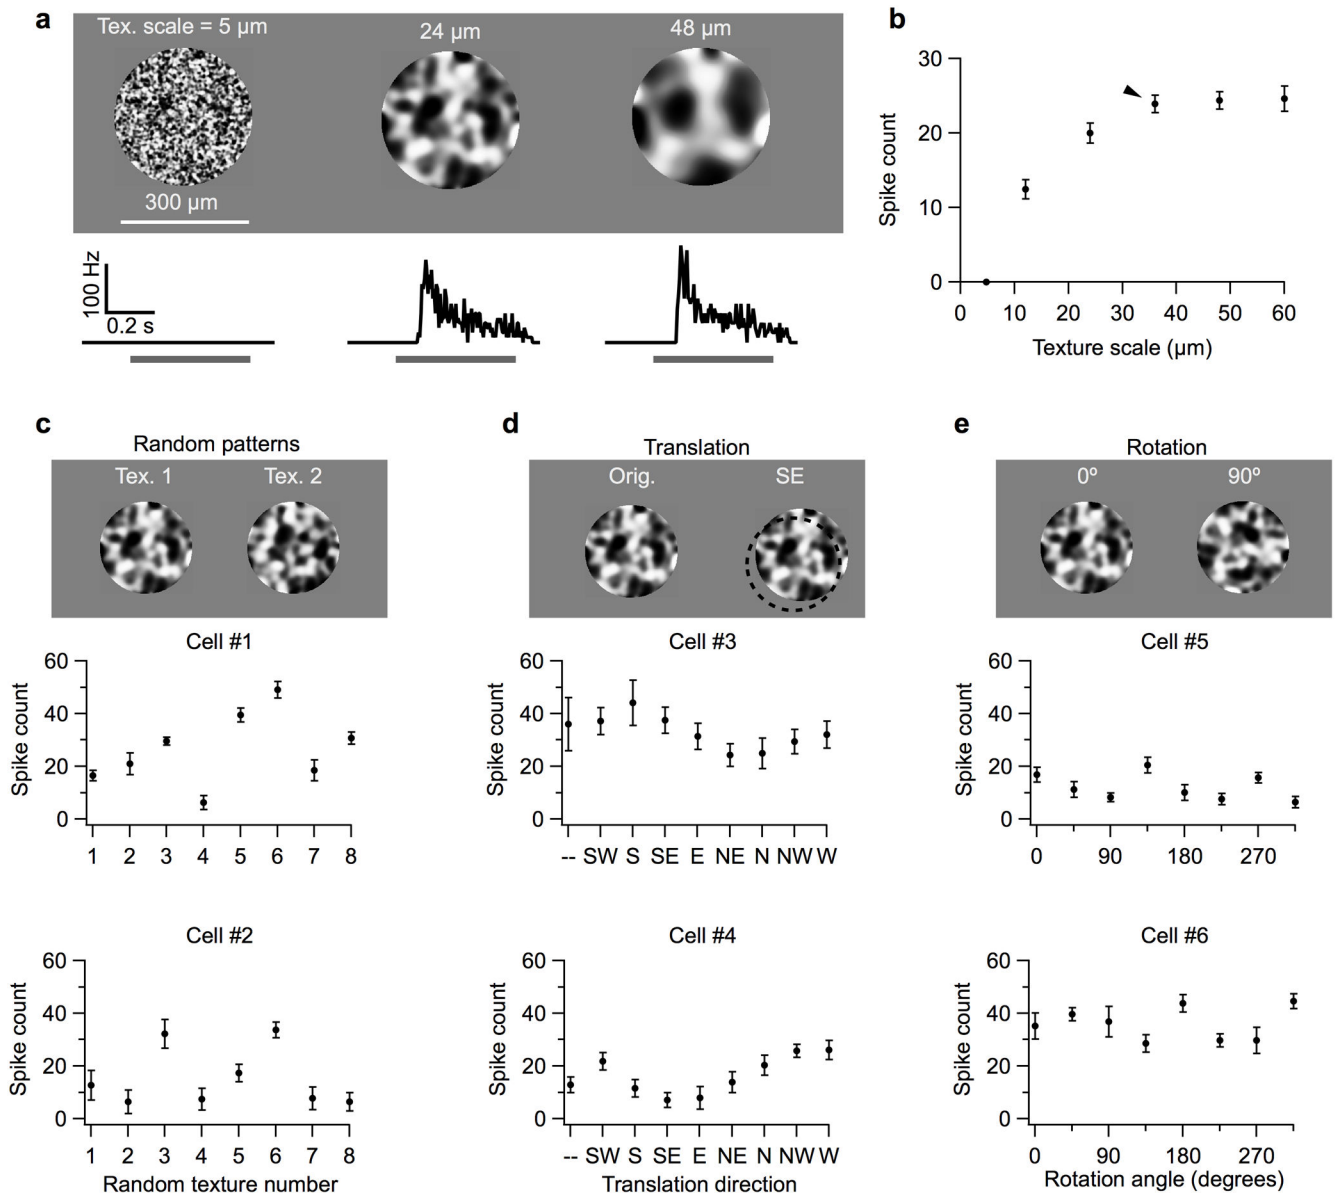 a
Tex. scale = 5 µm
24 µm
48 µm
300 µm
100 Hz
0.2 s
b
Spike count
30
20
10
0
0 10 20 30 40 50 60
Texture scale (µm)
c
Random patterns
Tex. 1 Tex. 2
Cell #1
Spike count
60
40
20
0
1 2 3 4 5 6 7 8
Cell #2
Spike count
60
40
20
0
1 2 3 4 5 6 7 8
Random texture number
d
Translation
Orig. SE
Cell #3
Spike count
60
40
20
0
-- SW S SE E NE N NW W
Cell #4
Spike count
60
40
20
0
-- SW S SE E NE N NW W
Translation direction
e
Rotation
0º 90º
Cell #5
Spike count
60
40
20
0
0 90 180 270
Cell #6
Spike count
60
40
20
0
0 90 180 270
Rotation angle (degrees)